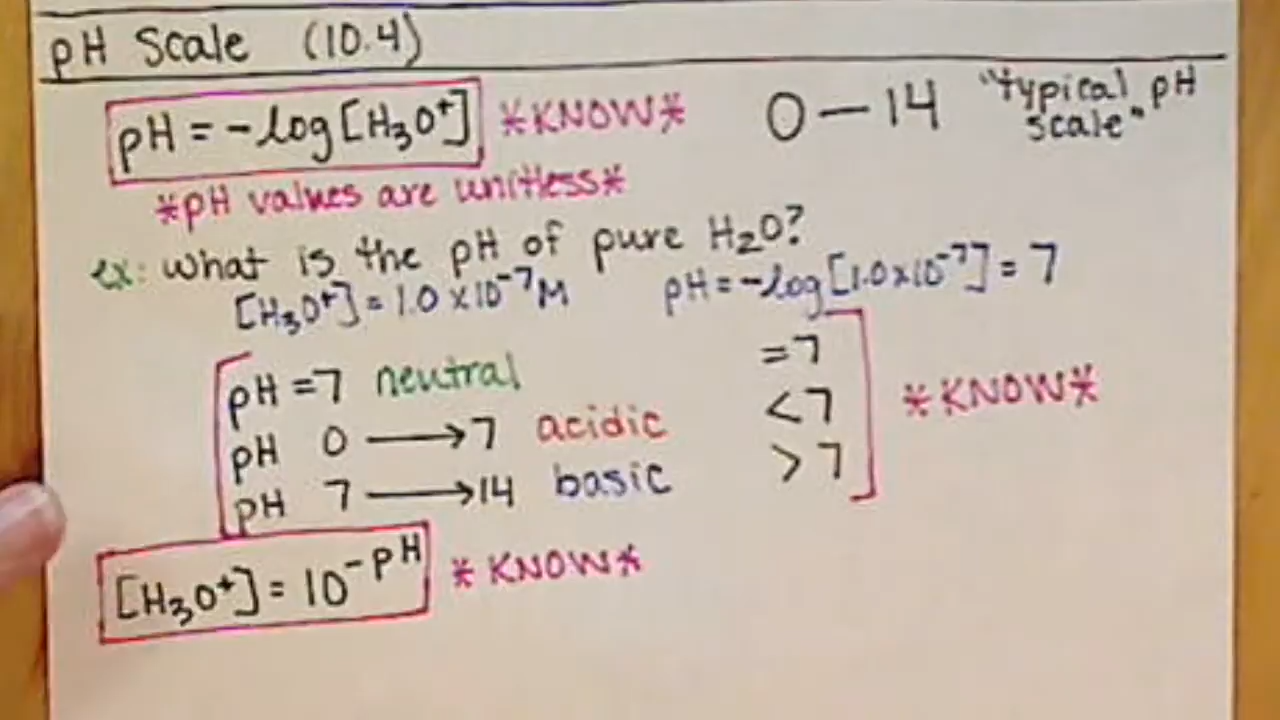 pH Scale (10.4)
pH = -log[H₃O⁺] *KNOW* 0 — 14 "typical pH scale"
*pH values are unitless*
ex: What is the pH of pure H₂O?
[H₃O⁺] = 1.0 x 10⁻⁷ M pH = -log[1.0x10⁻⁷] = 7
pH = 7 neutral = 7
pH 0 ⟶ 7 acidic < 7 *KNOW*
pH 7 ⟶ 14 basic > 7
[H₃O⁺] = 10⁻ᵖᴴ *KNOW*